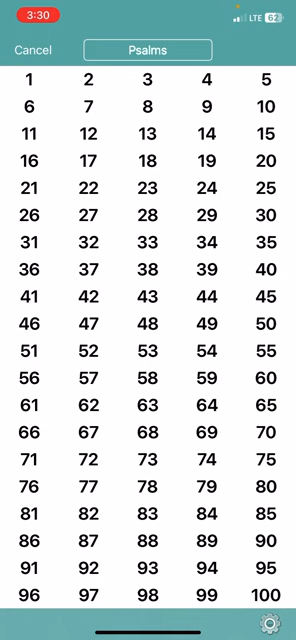 3:30 LTE 62
Cancel Psalms
1 2 3 4 5
6 7 8 9 10
11 12 13 14 15
16 17 18 19 20
21 22 23 24 25
26 27 28 29 30
31 32 33 34 35
36 37 38 39 40
41 42 43 44 45
46 47 48 49 50
51 52 53 54 55
56 57 58 59 60
61 62 63 64 65
66 67 68 69 70
71 72 73 74 75
76 77 78 79 80
81 82 83 84 85
86 87 88 89 90
91 92 93 94 95
96 97 98 99 100